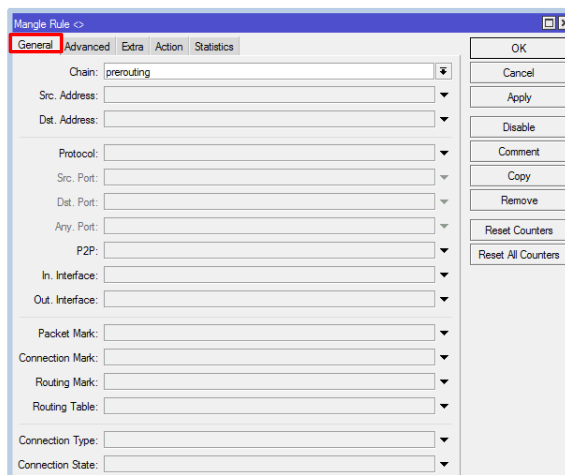 Mangle Rule <>
General Advanced Extra Action Statistics
Chain: prerouting
Src. Address:
Dst. Address:
Protocol:
Src. Port:
Dst. Port:
Any. Port:
P2P:
In. Interface:
Out. Interface:
Packet Mark:
Connection Mark:
Routing Mark:
Routing Table:
Connection Type:
Connection State:
OK
Cancel
Apply
Disable
Comment
Copy
Remove
Reset Counters
Reset All Counters